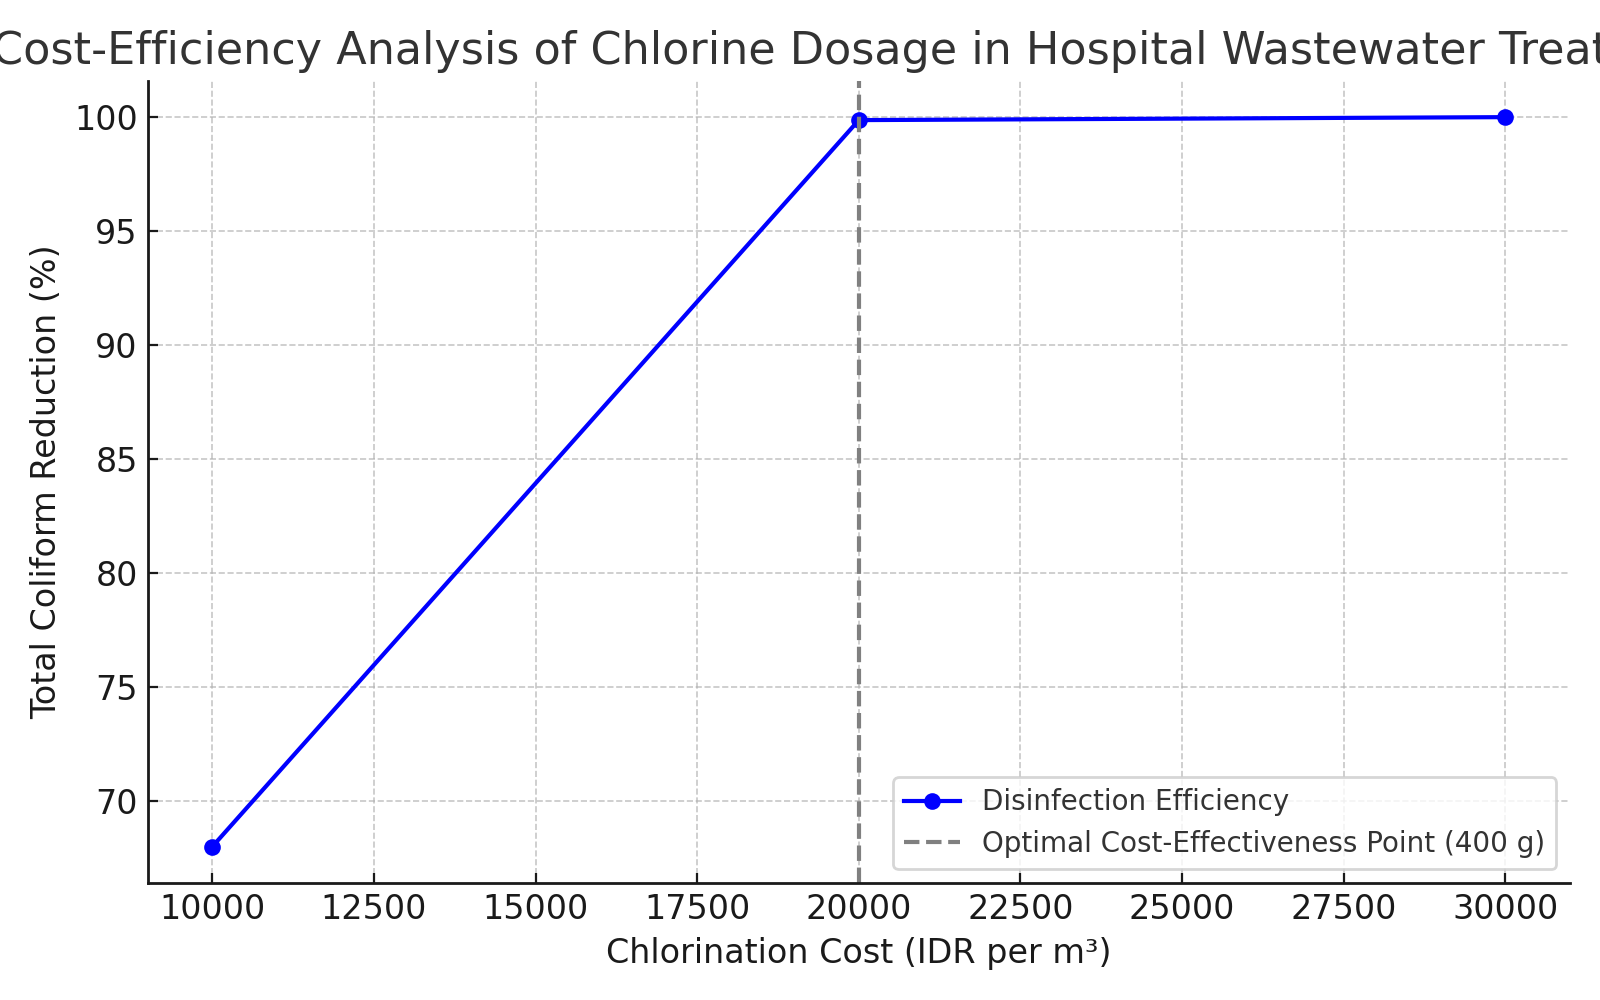 Cost-Efficiency Analysis of Chlorine Dosage in Hospital Wastewater Treat
100
95
90
85
80
75
70
Total Coliform Reduction (%)
Disinfection Efficiency
Optimal Cost-Effectiveness Point (400 g)
10000 12500 15000 17500 20000 22500 25000 27500 30000
Chlorination Cost (IDR per m³)